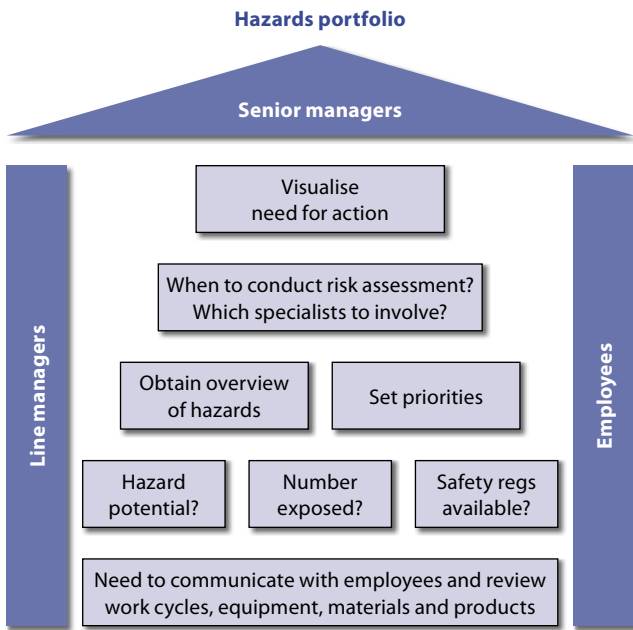 Hazards portfolio
Senior managers
Line managers
Visualise
need for action
When to conduct risk assessment?
Which specialists to involve?
Obtain overview
of hazards
Set priorities
Hazard
potential?
Number
exposed?
Safety regs
available?
Need to communicate with employees and review
work cycles, equipment, materials and products
Employees